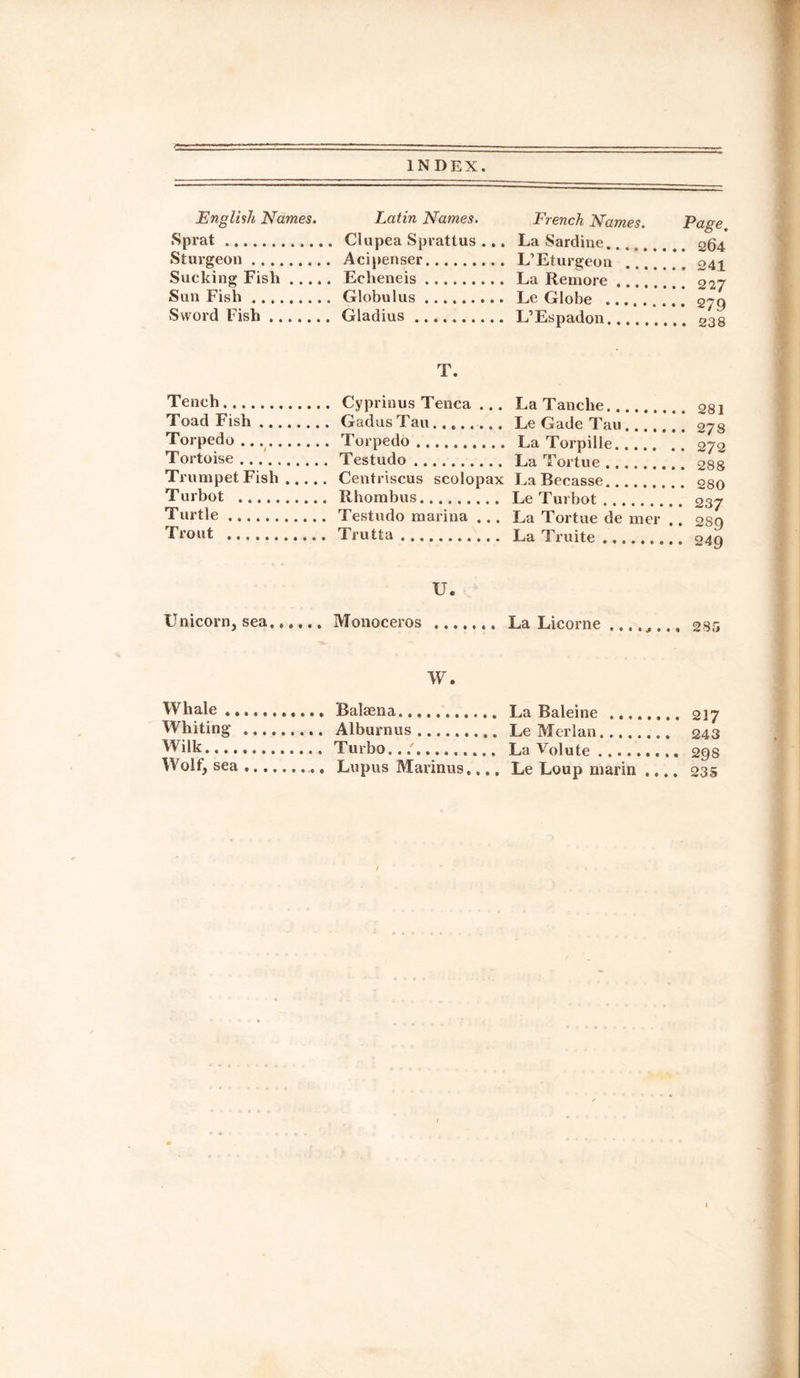 INDEX.
English Names. Latin Names. French Names. Page.
Sprat ............ Clupea Sprattus ... La Sardine......... 264
Sturgeon ......... Acipenser......... L'Eturgeon ....... 241
Sucking Fish ..... Echeneis ......... La Remore ........ 227
Sun Fish ......... Globulus ......... Le Globe ......... 279
Sword Fish ....... Gladius .......... L'Espadon......... 238
T.
Tench............ Cyprinus Tenca ... La Tanche......... 281
Toad Fish ........ Gadus Tau........ Le Gade Tau....... 278
Torpedo .......... Torpedo .......... La Torpille....... 272
Tortoise .......... Testudo .......... La Tortue ......... 288
Trumpet Fish ..... Centriscus scolopax La Becasse......... 280
Turbot .......... Rhombus......... Le Turbot ......... 237
Turtle ........... Testudo marina ... La Tortue de mer .. 289
Trout ........... Trutta ........... La Truite ......... 249
U.
Unicorn, sea...... Monoceros ....... La Licorne ........ 285
W.
Whale ........... Balæna........... La Baleine ........ 217
Whiting ......... Alburnus ......... Le Merlan........ 243
Wilk............. Turbo............ La Volute ......... 298
Wolf, sea ......... Lupus Marinus.... Le Loup marin .... 235